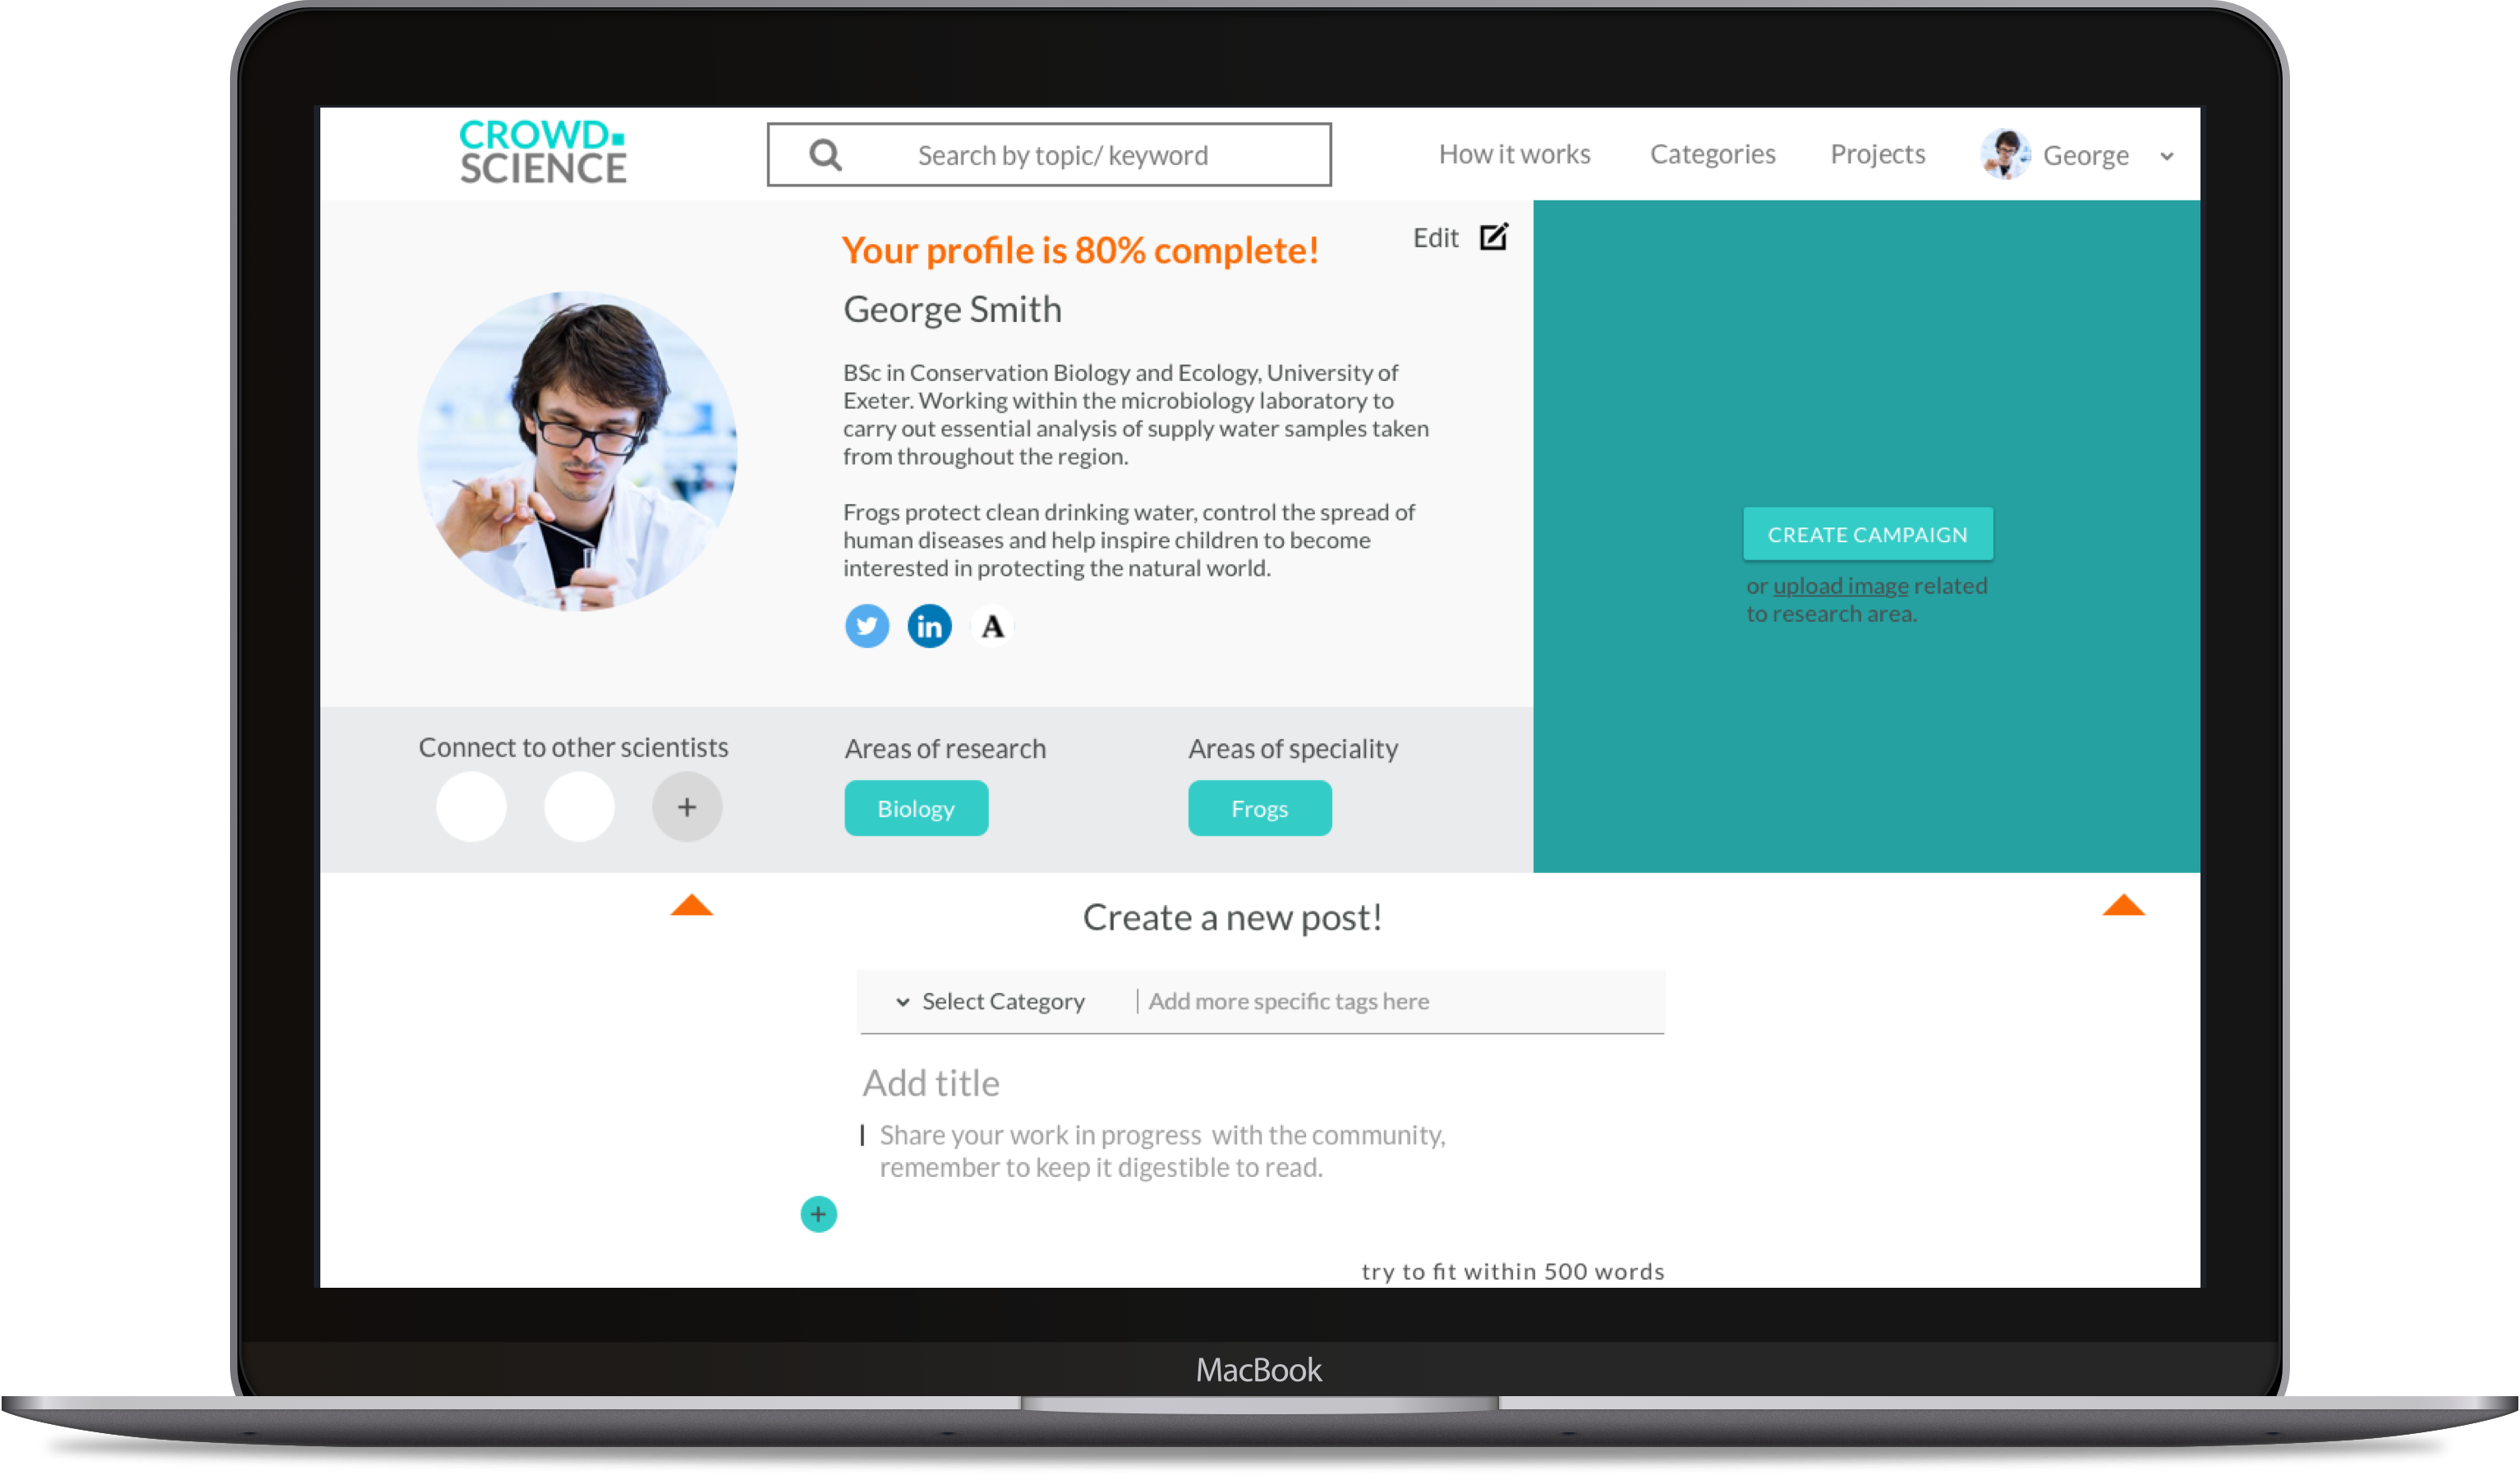 CROWD
SCIENCE
Search by topic/ keyword
How it works
Categories
Projects
George
Your profile is 80% complete!
Edit
George Smith
BSc in Conservation Biology and Ecology, University of
Exeter. Working within the microbiology laboratory to
carry out essential analysis of supply water samples taken
from throughout the region.
Frogs protect clean drinking water, control the spread of
human diseases and help inspire children to become
interested in protecting the natural world.
in
A
CREATE CAMPAIGN
or upload image related
to research area.
Connect to other scientists
+
Areas of research
Biology
Areas of speciality
Frogs
Create a new post!
Select Category
Add more specific tags here
Add title
Share your work in progress with the community,
remember to keep it digestible to read.
+
try to fit within 500 words
MacBook